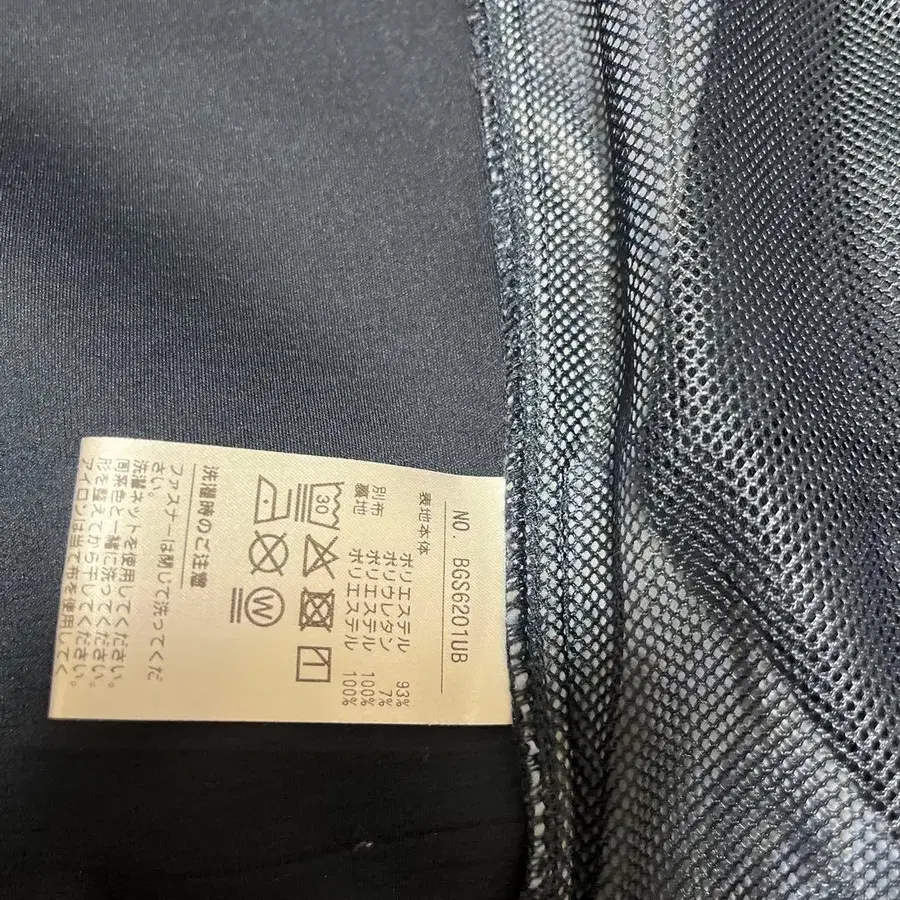 NO. BGS6201UB
表地本体 ポリエステル 93%
ポリウレタン 7%
別布 ポリエステル 100%
裏地 ポリエステル 100%
30
W
洗濯時のご注意
ファスナーは閉じて洗ってくだ
さい。
洗濯ネットを使用してください。
同系色と一緒に洗ってください。
形を整えてから干してください。
アイロンは当て布を使用して